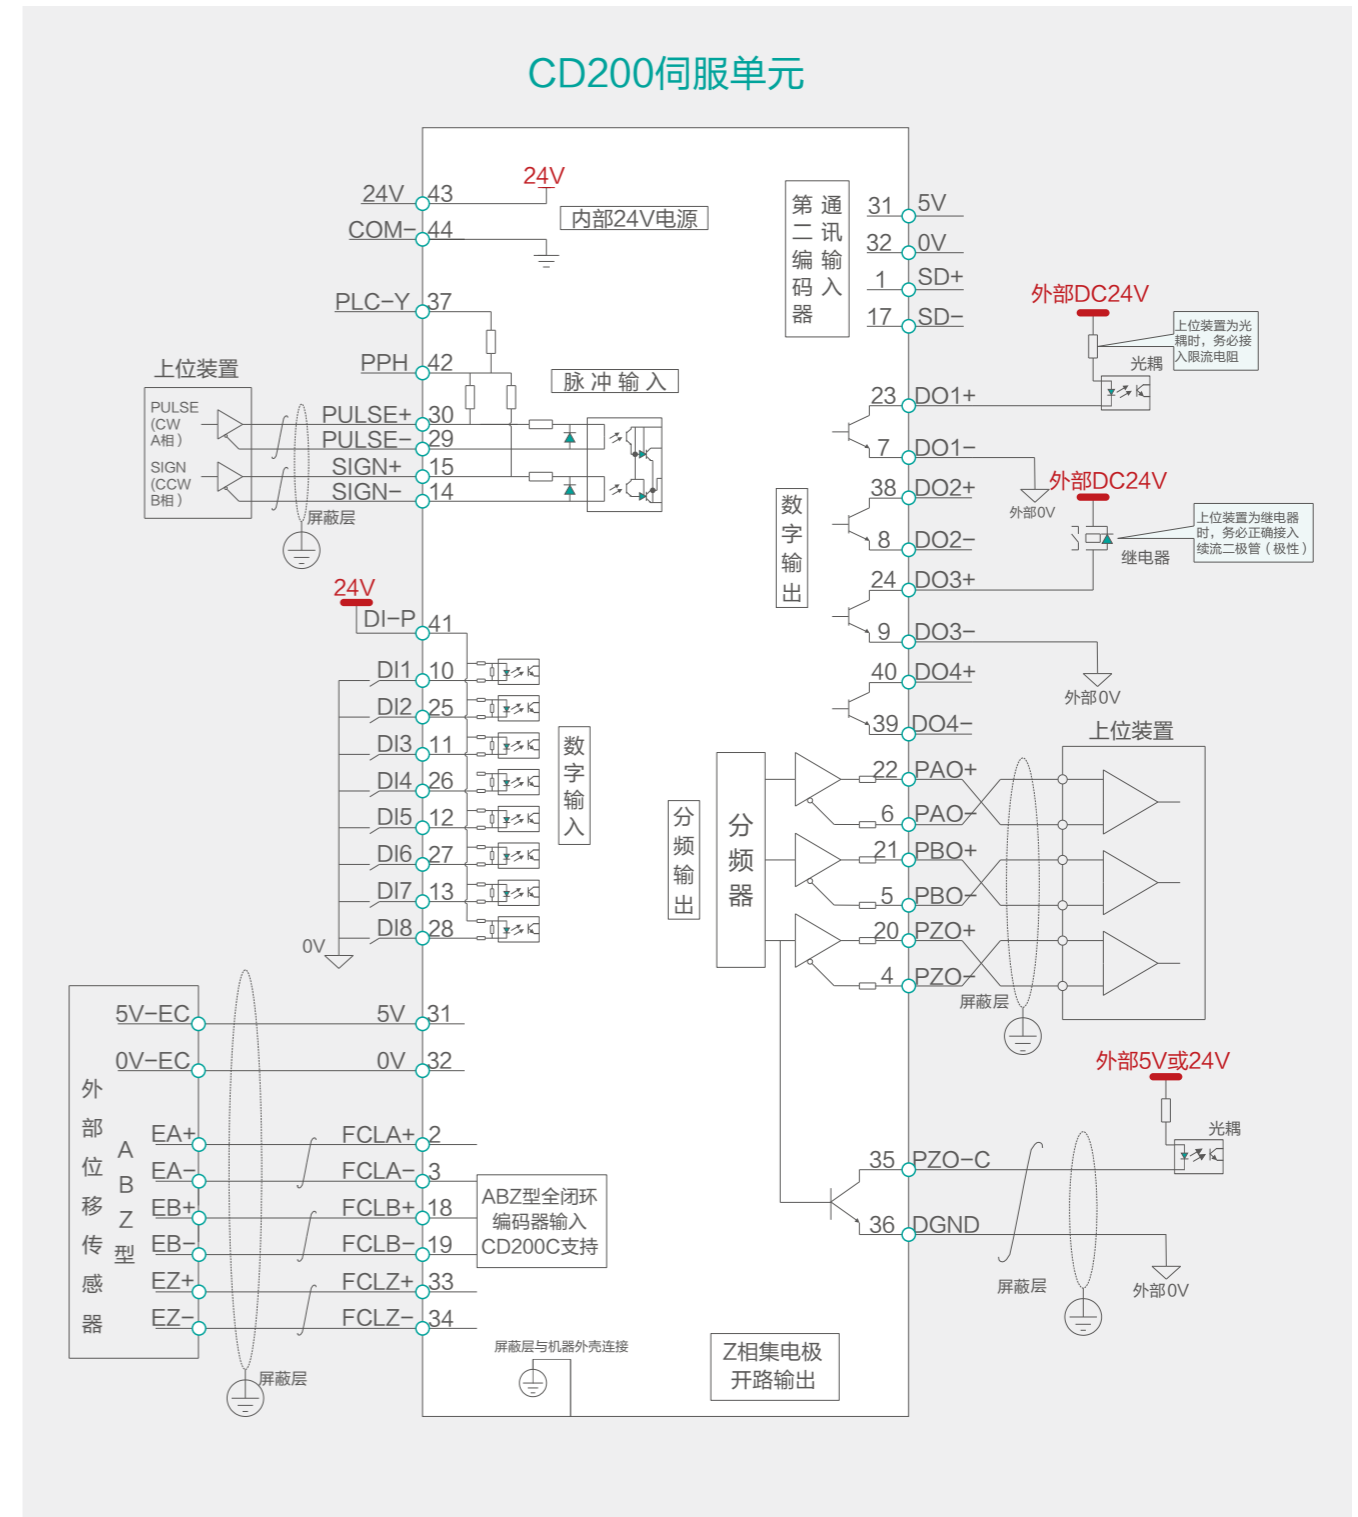 CD200伺服单元
24V
43
24V
COM−
44
内部24V电源
PLC−Y
37
PPH
42
上位装置
PULSE
(CW
A相）
SIGN
(CCW
B相）
PULSE+
30
PULSE−
29
SIGN+
15
SIGN−
14
屏蔽层
脉冲输入
24V
DI−P
41
DI1
10
DI2
25
DI3
11
DI4
26
DI5
12
DI6
27
DI7
13
DI8
28
0V
数字输入
5V−EC
5V
31
0V−EC
0V
32
外部位移传感器
ABZ型
EA+
FCLA+
2
EA−
FCLA−
3
EB+
FCLB+
18
EB−
FCLB−
19
EZ+
FCLZ+
33
EZ−
FCLZ−
34
屏蔽层
ABZ型全闭环
编码器输入
CD200C支持
屏蔽层与机器外壳连接
第二编码器
通讯输入
31
5V
32
0V
1
SD+
17
SD−
外部DC24V
上位装置为光
耦时，务必接
入限流电阻
光耦
23
DO1+
7
DO1−
外部0V
38
DO2+
8
DO2−
外部DC24V
上位装置为继电器
时，务必正确接入
续流二极管（极性）
继电器
24
DO3+
9
DO3−
外部0V
40
DO4+
39
DO4−
数字输出
上位装置
分频输出
分频器
22
PAO+
6
PAO−
21
PBO+
5
PBO−
20
PZO+
4
PZO−
屏蔽层
外部5V或24V
光耦
35
PZO−C
36
DGND
屏蔽层
外部0V
Z相集电极
开路输出